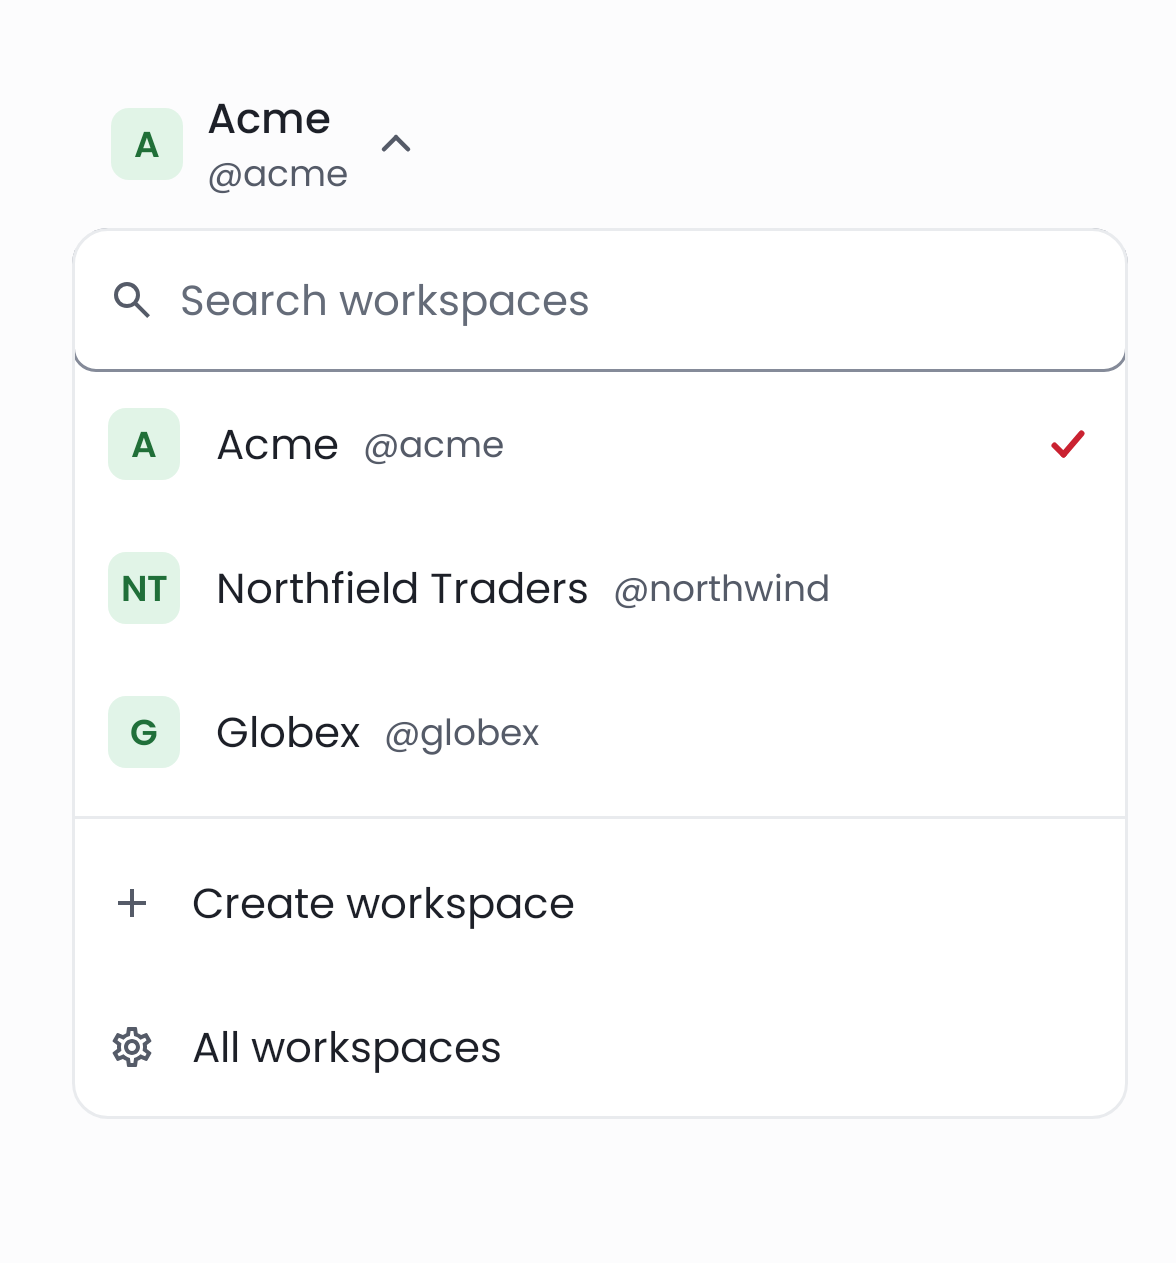 A
Acme
@acme
Search workspaces
A Acme @acme
NT Northfield Traders @northwind
G Globex @globex
Create workspace
All workspaces